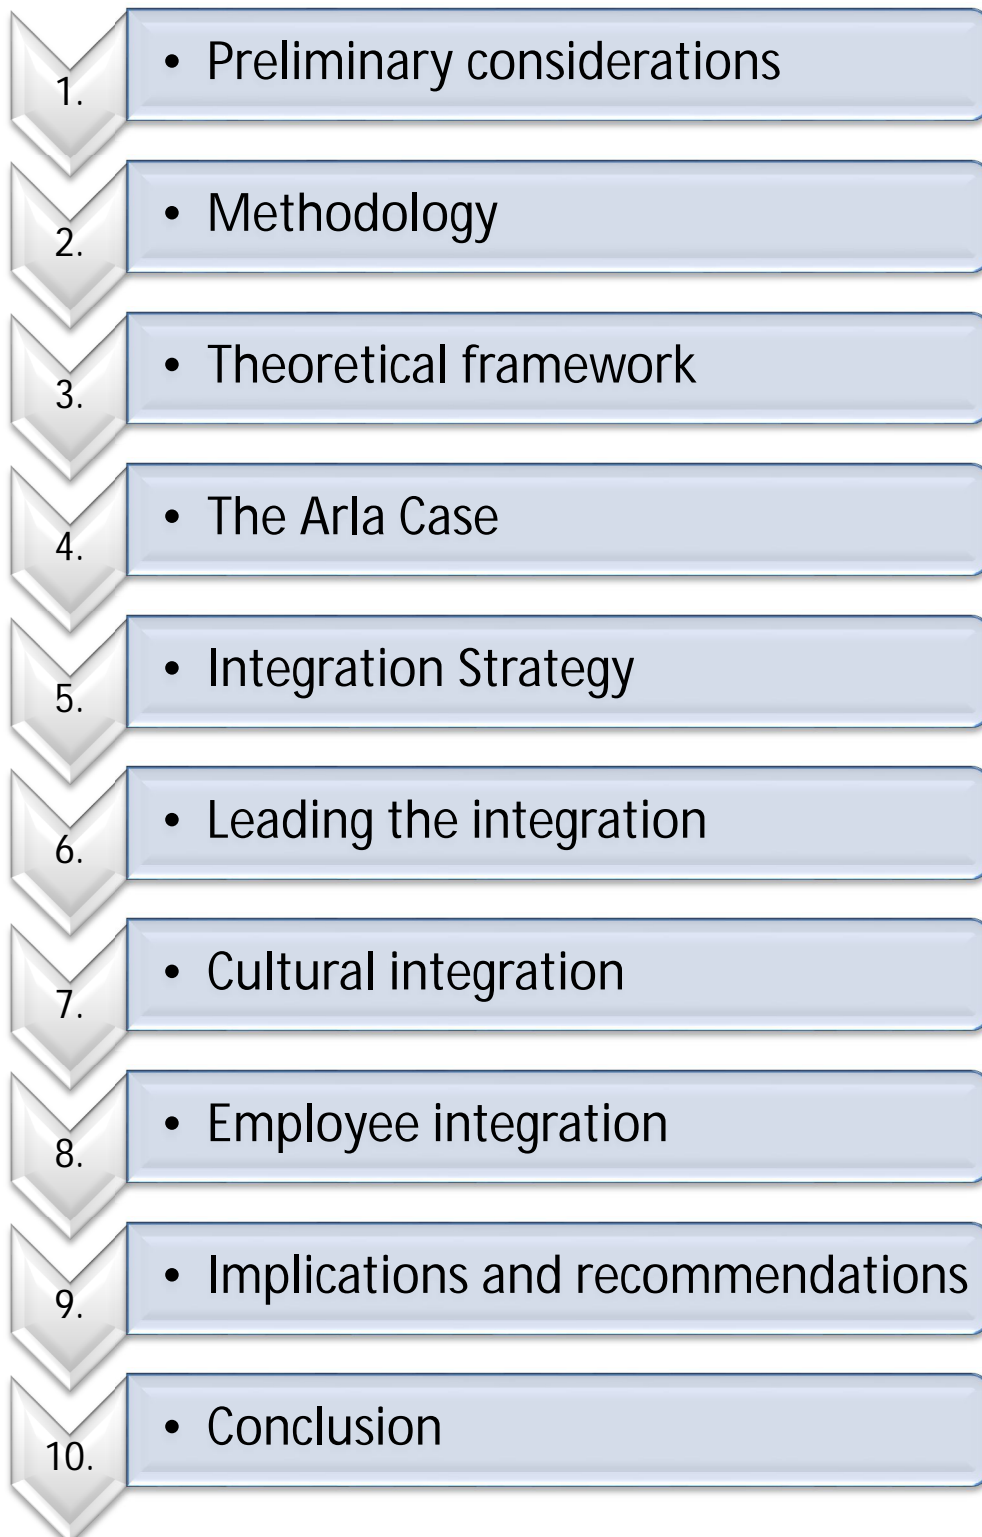 1.
• Preliminary considerations
2.
• Methodology
3.
• Theoretical framework
4.
• The Arla Case
5.
• Integration Strategy
6.
• Leading the integration
7.
• Cultural integration
8.
• Employee integration
9.
• Implications and recommendations
10.
• Conclusion